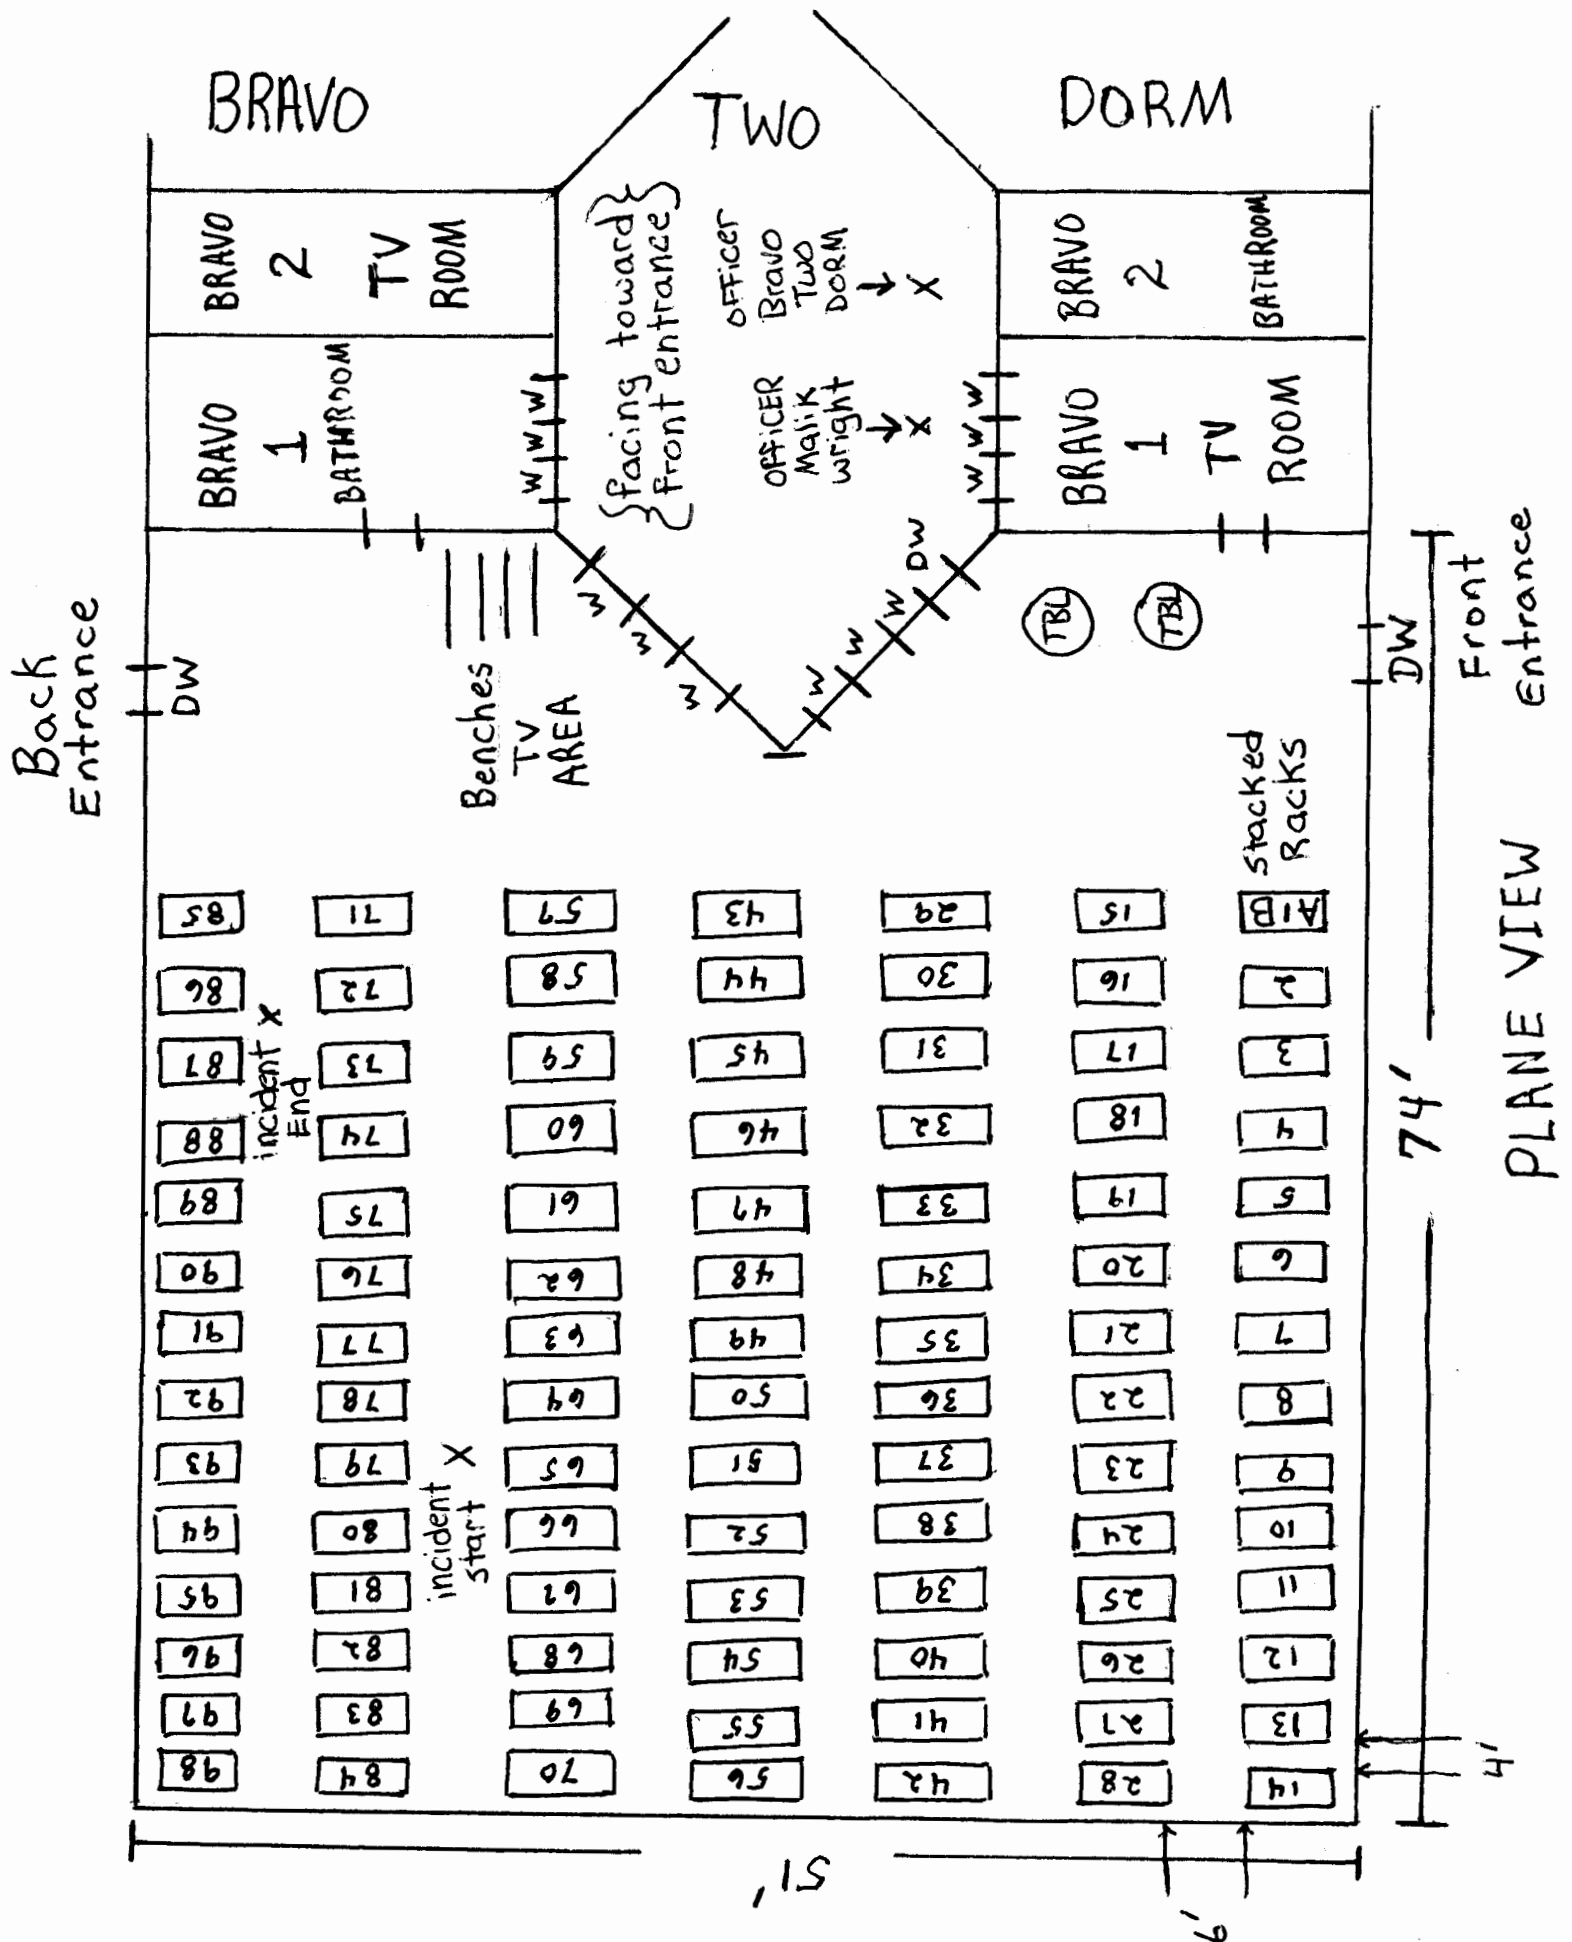 BRAVO
TWO
DORM
BRAVO
2
TV
ROOM
{facing toward}
{Front entrance}
OFFicer
Bravo
Two
DORM
→ X
BRAVO
2
BATHROOM
BRAVO
1
BATHROOM
W W W
OFFICER
Malik
wright
→ X
W W W
BRAVO
1
TV
ROOM
Back
Entrance
DW
Benches
TV
AREA
W
W
W
DW
W
W
W
TBL
TBL
DW
Front
Entrance
Stacked
Racks
85 71 57 43 29 15 A1B
86 72 58 44 30 16 2
incident X
End
87 73 59 45 31 17 3
88 74 60 46 32 18 4
89 75 61 47 33 19 5
90 76 62 48 34 20 6
91 77 63 49 35 21 7
92 78 64 50 36 22 8
93 79 65 51 37 23 9
incident X
start
94 80 66 52 38 24 10
95 81 67 53 39 25 11
96 82 68 54 40 26 12
97 83 69 55 41 27 13
98 84 70 56 42 28 14
74'
PLANE VIEW
4'
51'
6'